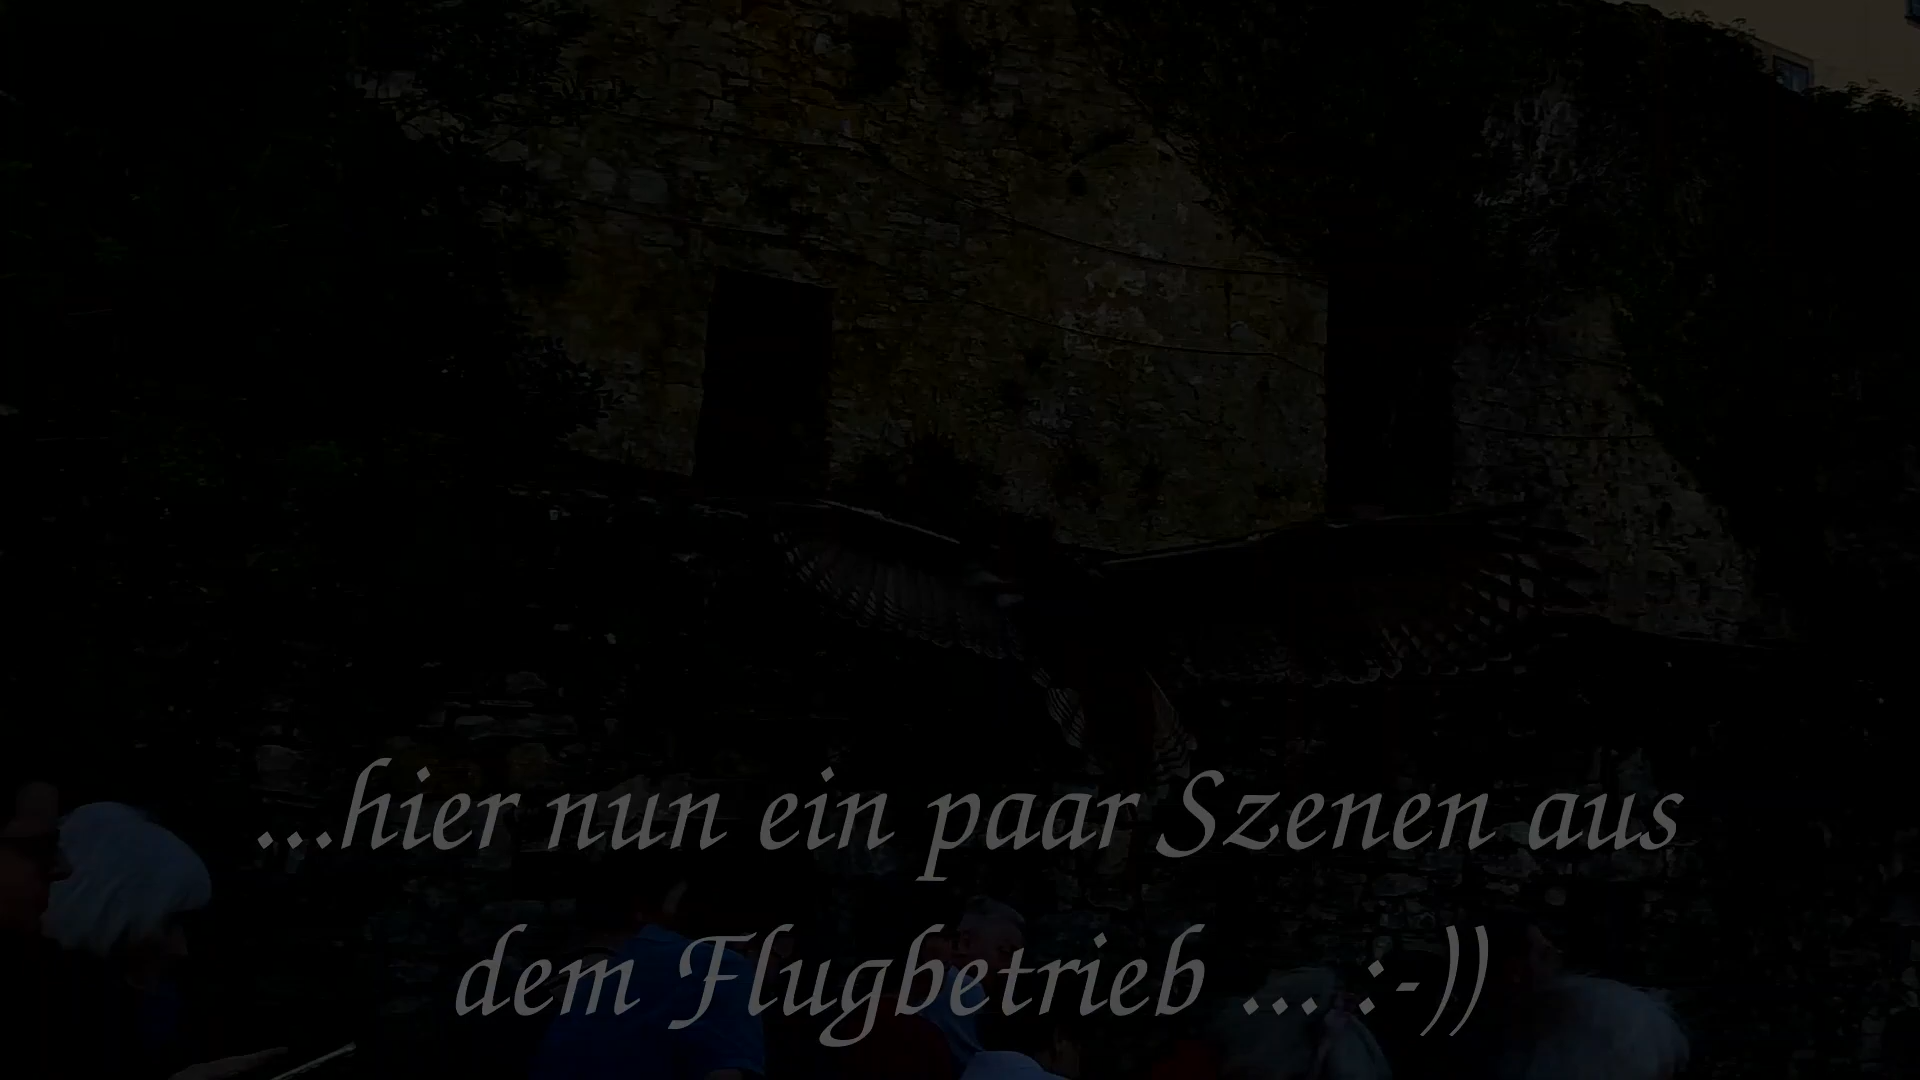 ...hier nun ein paar Szenen aus
dem Flugbetrieb ... :-))